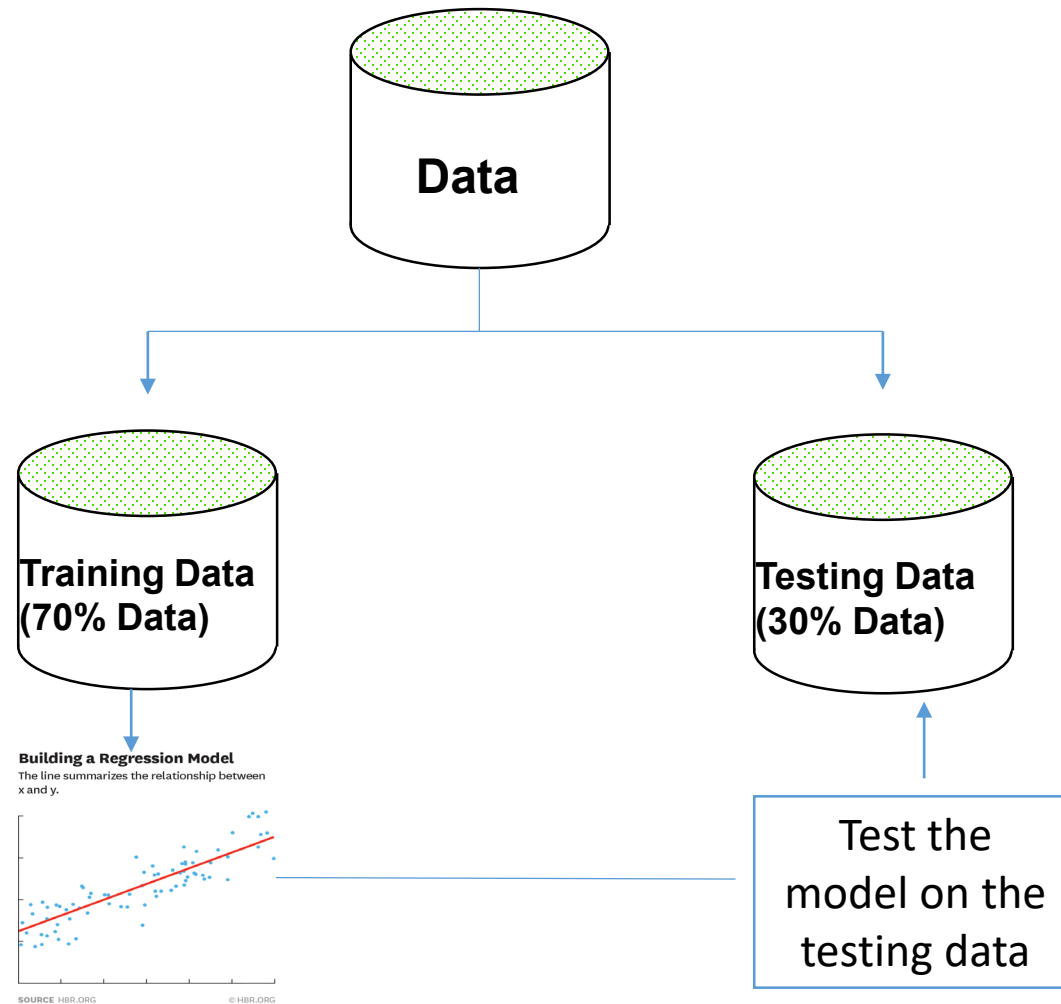 Data
Training Data
(70% Data)
Testing Data
(30% Data)
Building a Regression Model
The line summarizes the relationship between
x and y.
SOURCE HBR.ORG
© HBR.ORG
Test the
model on the
testing data